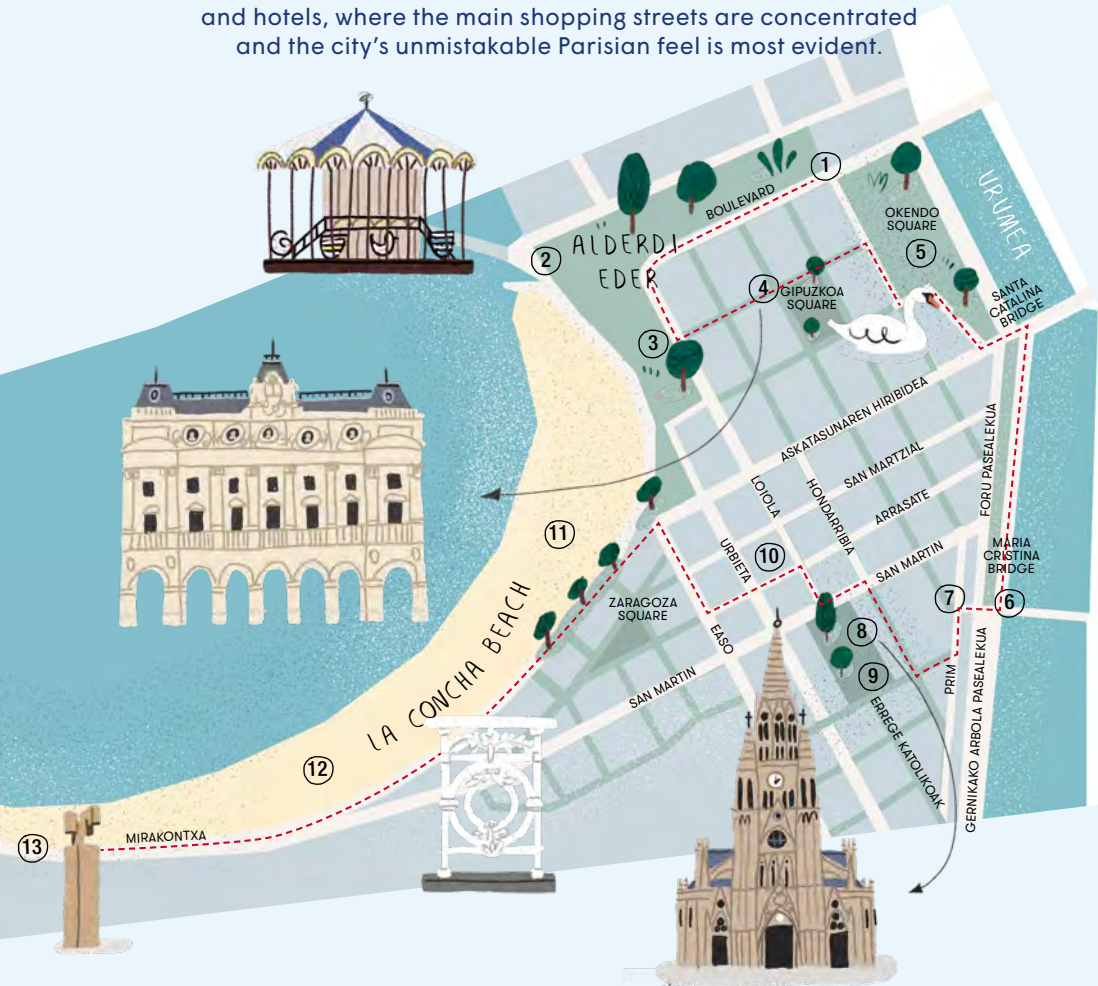 and hotels, where the main shopping streets are concentrated
and the city's unmistakable Parisian feel is most evident.
1
BOULEVARD
URUMEA
OKENDO
SQUARE
5
2
ALDERDI
EDER
4
GIPUZKOA
SQUARE
SANTA
CATALINA
BRIDGE
3
ASKATASUNAREN HIRIBIDEA
FORU PASEALEKUA
SAN MARTZIAL
LOIOLA
HONDARRIBIA
ARRASATE
11
URBIETA
10
SAN MARTIN
MARIA
CRISTINA
BRIDGE
7
6
ZARAGOZA
SQUARE
LA CONCHA BEACH
EASO
8
9
PRIM
SAN MARTIN
ERREGE KATOLIKOAK
GERNIKAKO ARBOLA PASEALEKUA
12
13
MIRAKONTXA